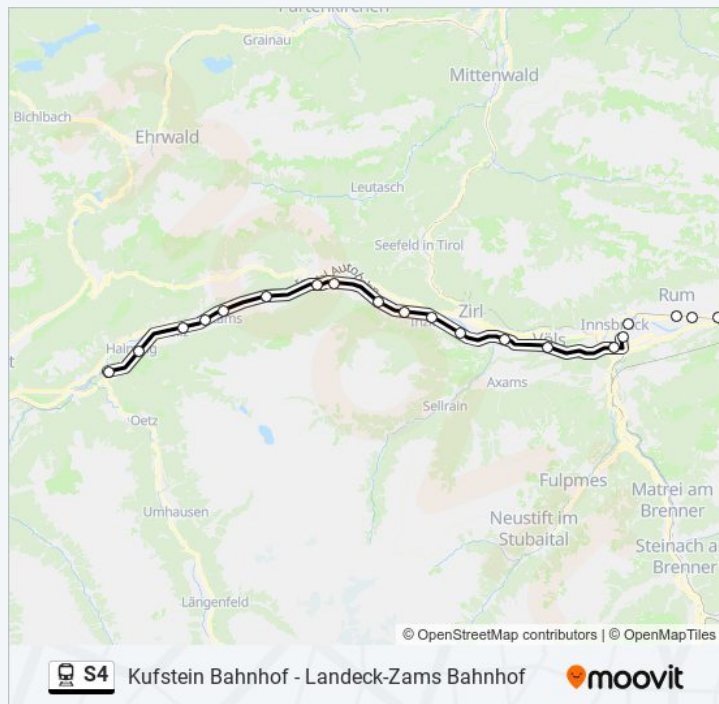 Grainau
Mittenwald
Bichlbach
Ehrwald
Leutasch
Seefeld in Tirol
Zirl
Rum
Innsbruck
Völs
Axams
Oetz
Sellrain
Fulpmes
Umhausen
Matrei am
Brenner
Neustift im
Stubaital
Steinach a
Brenner
Längenfeld
© OpenStreetMap contributors | © OpenMapTiles
S4 Kufstein Bahnhof - Landeck-Zams Bahnhof
moovit